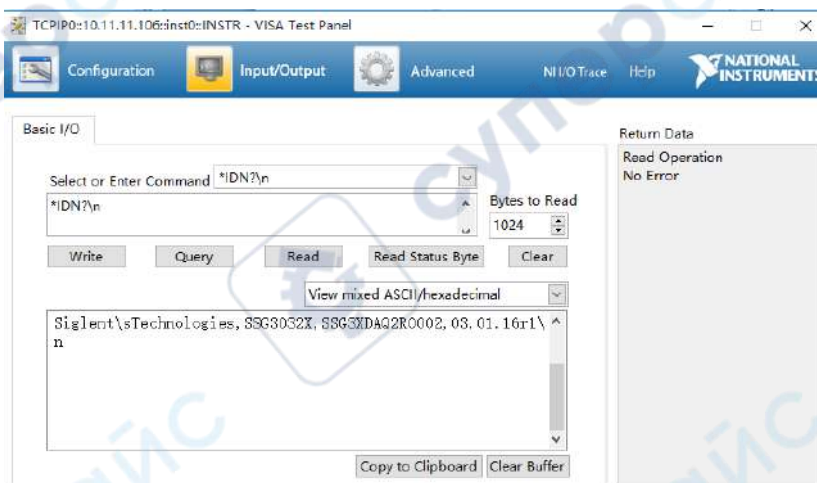 TCPIP0::10.11.11.106::inst0::INSTR - VISA Test Panel
Configuration
Input/Output
Advanced
NI I/O Trace
Help
NATIONAL INSTRUMENTS
Basic I/O
Return Data
Read Operation
No Error
Select or Enter Command
*IDN?\n
*IDN?\n
Bytes to Read
1024
Write
Query
Read
Read Status Byte
Clear
View mixed ASCII/hexadecimal
Siglent\sTechnologies,SSG3032X,SSG3XDAQ2R0002,03.01.16r1\
n
Copy to Clipboard
Clear Buffer